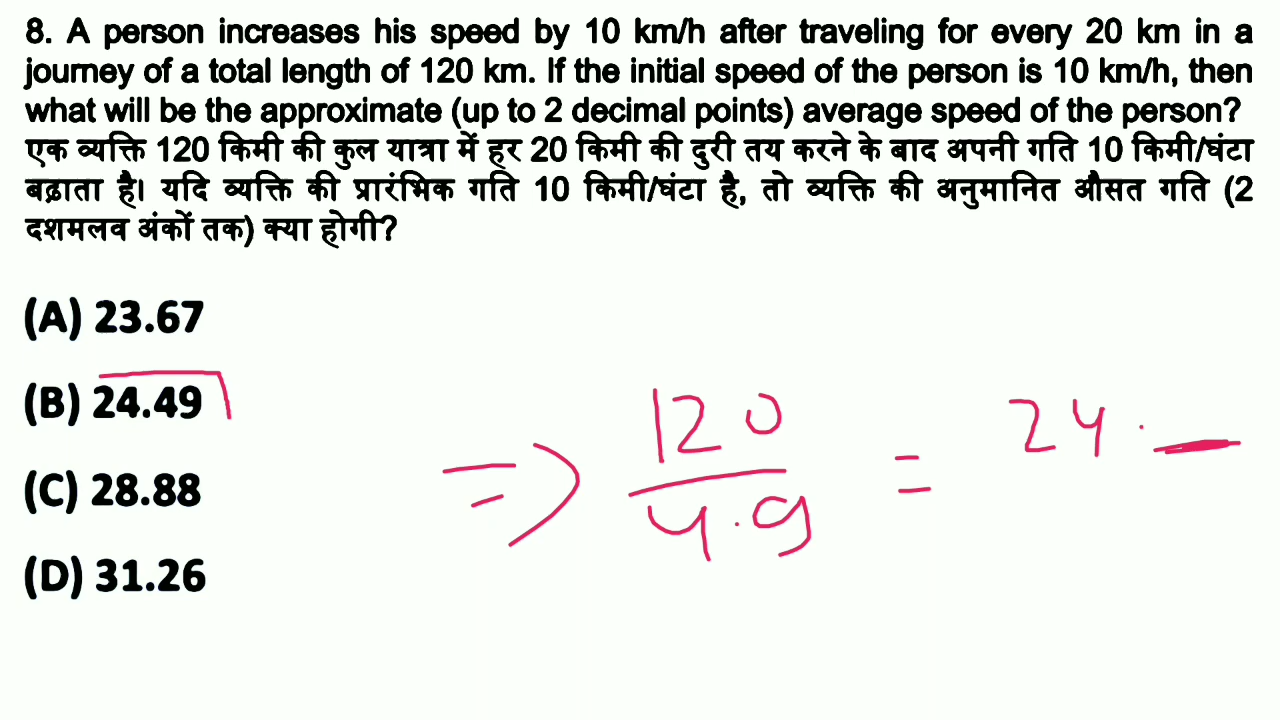 8. A person increases his speed by 10 km/h after traveling for every 20 km in a
journey of a total length of 120 km. If the initial speed of the person is 10 km/h, then
what will be the approximate (up to 2 decimal points) average speed of the person?
एक व्यक्ति 120 किमी की कुल यात्रा में हर 20 किमी की दुरी तय करने के बाद अपनी गति 10 किमी/घंटा
बढ़ाता है। यदि व्यक्ति की प्रारंभिक गति 10 किमी/घंटा है, तो व्यक्ति की अनुमानित औसत गति (2
दशमलव अंकों तक) क्या होगी?
(A) 23.67
(B) 24.49
(C) 28.88
(D) 31.26
⇒ 120/4.9 = 24.